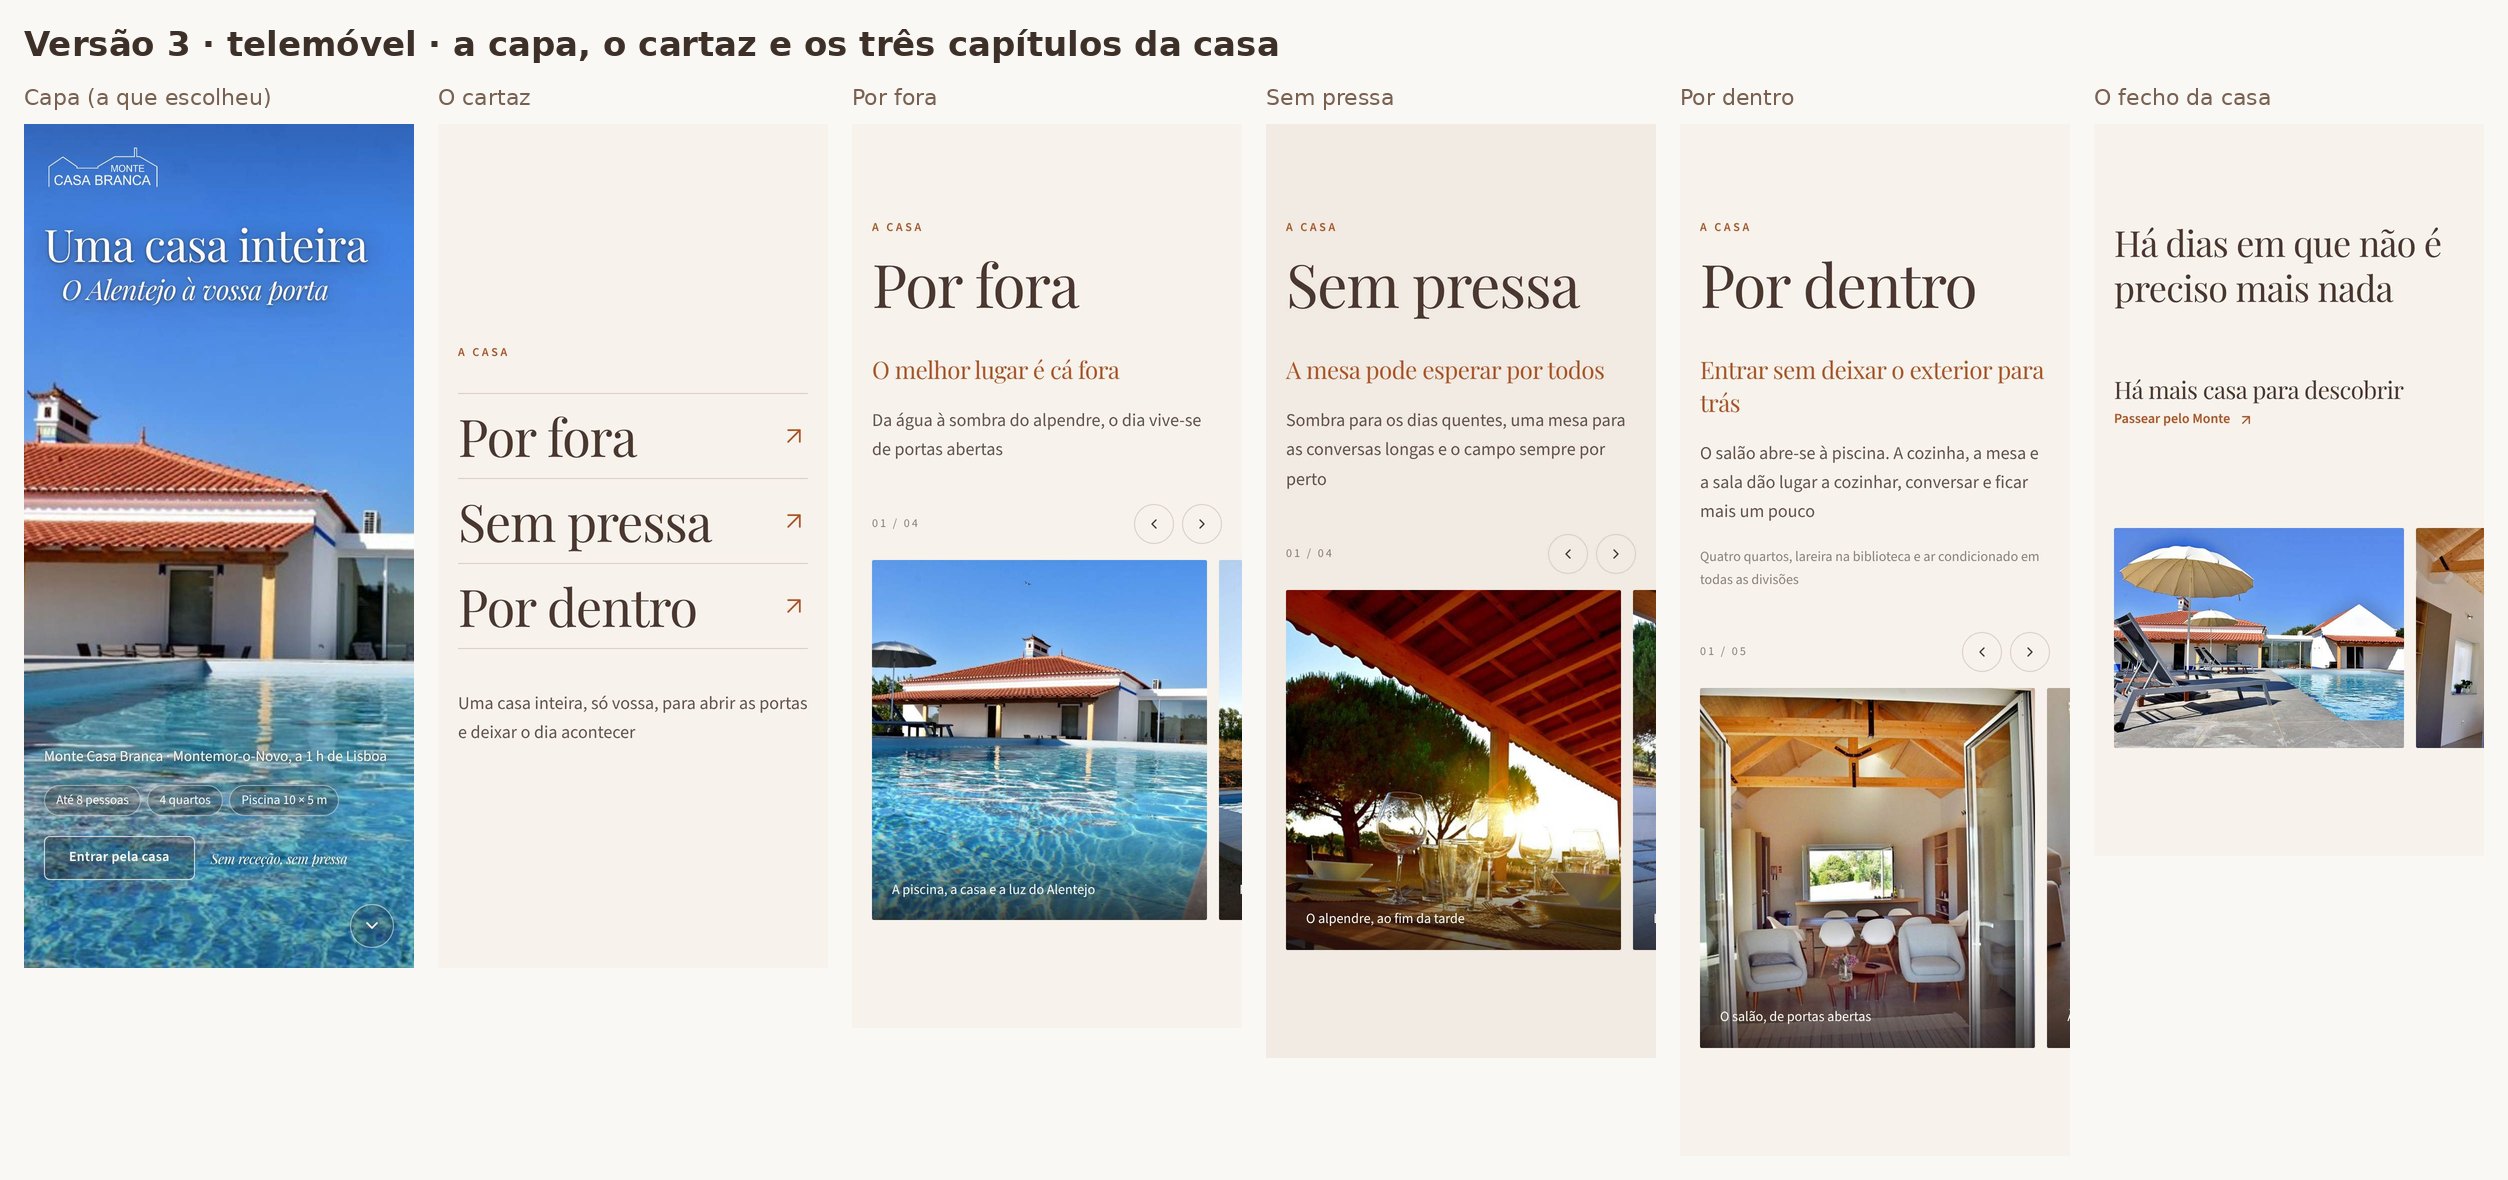 Versão 3 · telemóvel · a capa, o cartaz e os três capítulos da casa
Capa (a que escolheu)
MONTE
CASA BRANCA
Uma casa inteira
O Alentejo à vossa porta
Monte Casa Branca · Montemor-o-Novo, a 1 h de Lisboa
Até 8 pessoas
4 quartos
Piscina 10 × 5 m
Entrar pela casa
Sem receção, sem pressa
O cartaz
A CASA
Por fora
Sem pressa
Por dentro
Uma casa inteira, só vossa, para abrir as portas
e deixar o dia acontecer
Por fora
A CASA
Por fora
O melhor lugar é cá fora
Da água à sombra do alpendre, o dia vive-se
de portas abertas
01 / 04
A piscina, a casa e a luz do Alentejo
Sem pressa
A CASA
Sem pressa
A mesa pode esperar por todos
Sombra para os dias quentes, uma mesa para
as conversas longas e o campo sempre por
perto
01 / 04
O alpendre, ao fim da tarde
Por dentro
A CASA
Por dentro
Entrar sem deixar o exterior para
trás
O salão abre-se à piscina. A cozinha, a mesa e
a sala dão lugar a cozinhar, conversar e ficar
mais um pouco
Quatro quartos, lareira na biblioteca e ar condicionado em
todas as divisões
01 / 05
O salão, de portas abertas
O fecho da casa
Há dias em que não é
preciso mais nada
Há mais casa para descobrir
Passear pelo Monte